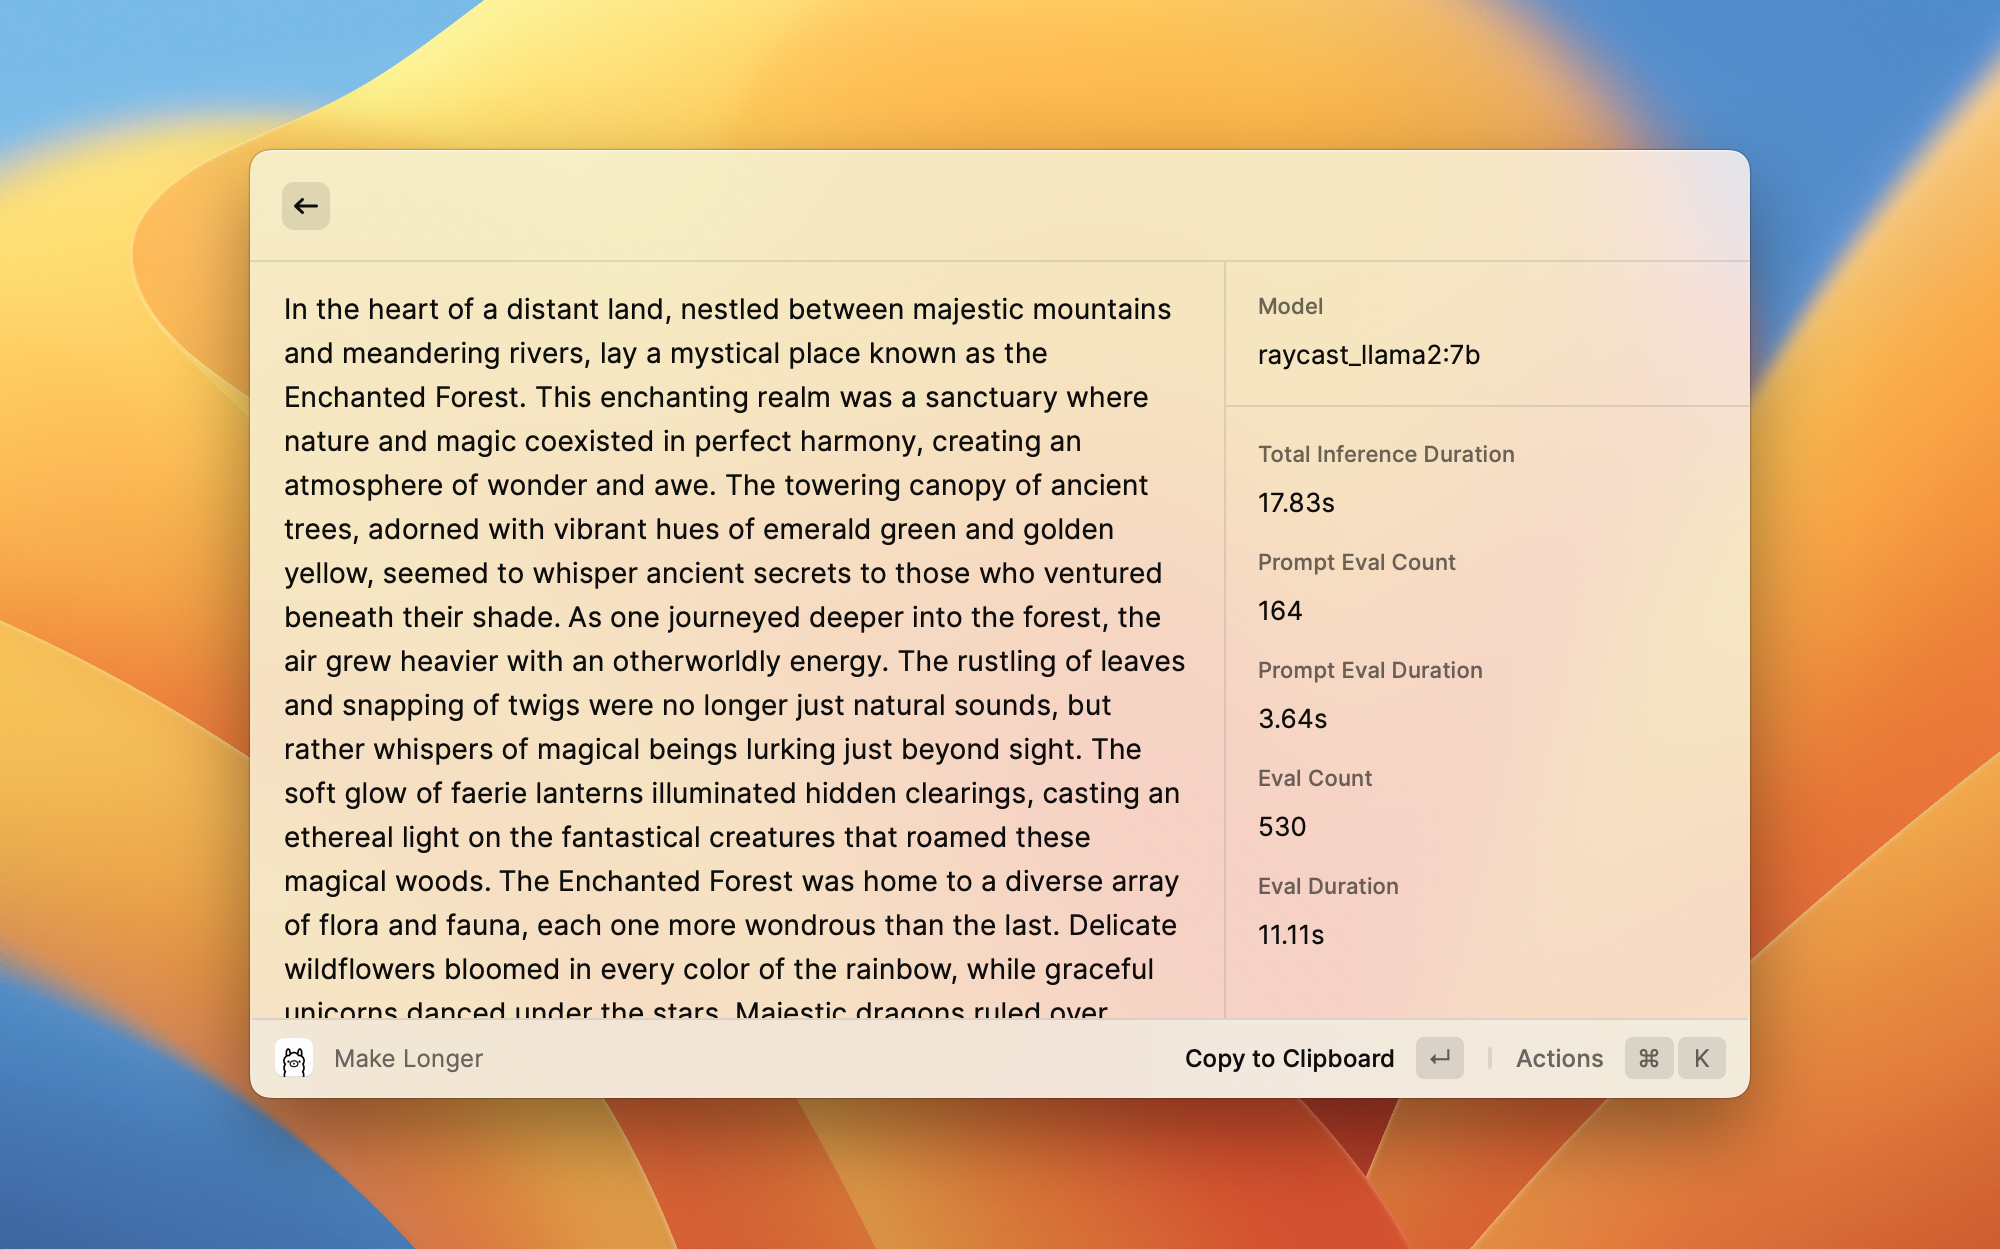 In the heart of a distant land, nestled between majestic mountains
and meandering rivers, lay a mystical place known as the
Enchanted Forest. This enchanting realm was a sanctuary where
nature and magic coexisted in perfect harmony, creating an
atmosphere of wonder and awe. The towering canopy of ancient
trees, adorned with vibrant hues of emerald green and golden
yellow, seemed to whisper ancient secrets to those who ventured
beneath their shade. As one journeyed deeper into the forest, the
air grew heavier with an otherworldly energy. The rustling of leaves
and snapping of twigs were no longer just natural sounds, but
rather whispers of magical beings lurking just beyond sight. The
soft glow of faerie lanterns illuminated hidden clearings, casting an
ethereal light on the fantastical creatures that roamed these
magical woods. The Enchanted Forest was home to a diverse array
of flora and fauna, each one more wondrous than the last. Delicate
wildflowers bloomed in every color of the rainbow, while graceful
unicorns danced under the stars. Majestic dragons ruled over
Model
raycast_llama2:7b
Total Inference Duration
17.83s
Prompt Eval Count
164
Prompt Eval Duration
3.64s
Eval Count
530
Eval Duration
11.11s
Make Longer
Copy to Clipboard ↵ Actions ⌘ K